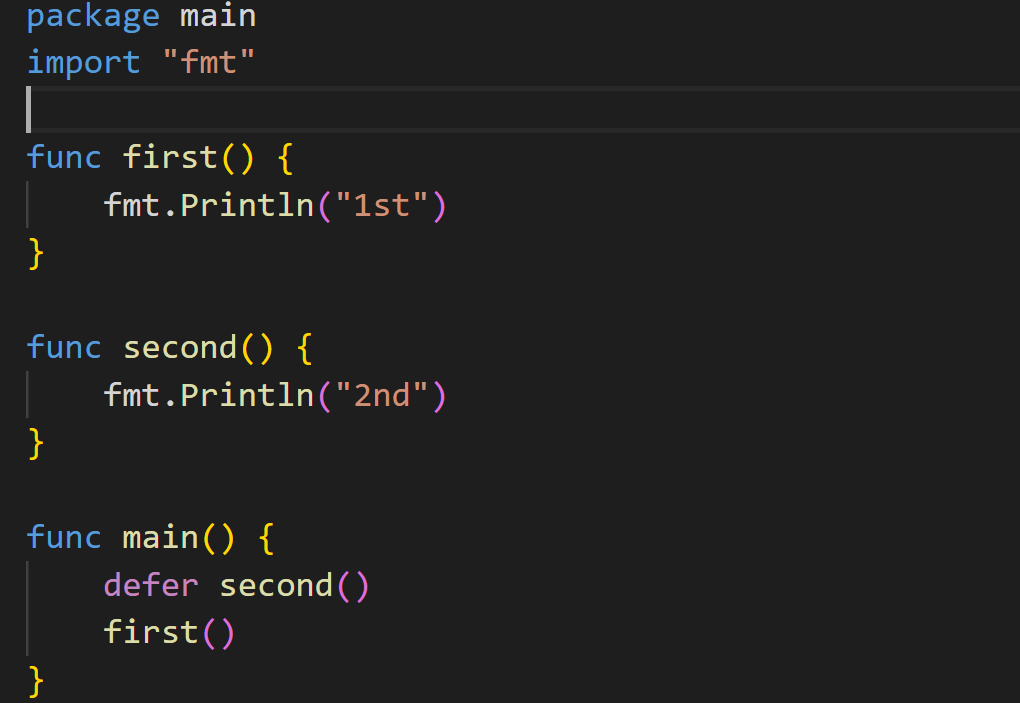 package main
import "fmt"
func first() {
    fmt.Println("1st")
}
func second() {
    fmt.Println("2nd")
}
func main() {
    defer second()
    first()
}